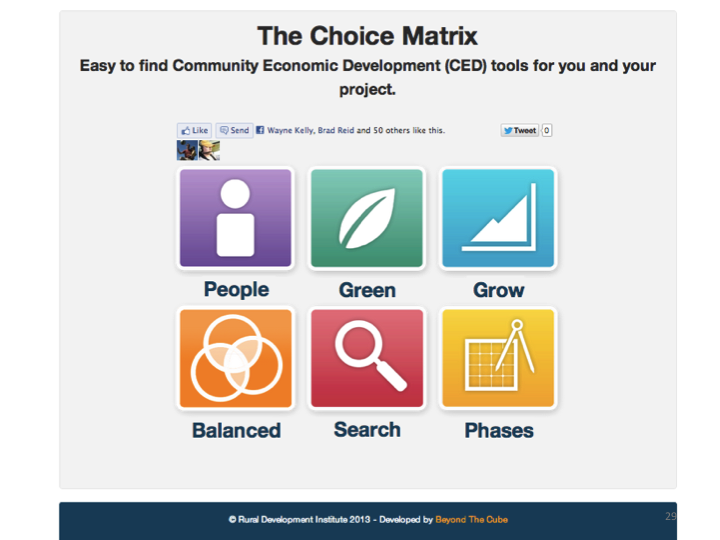 The Choice Matrix
Easy to find Community Economic Development (CED) tools for you and your
project.
Like Send Wayne Kelly, Brad Reid and 50 others like this. Tweet 0
People Green Grow
Balanced Search Phases
© Rural Development Institute 2013 - Developed by Beyond The Cube
29